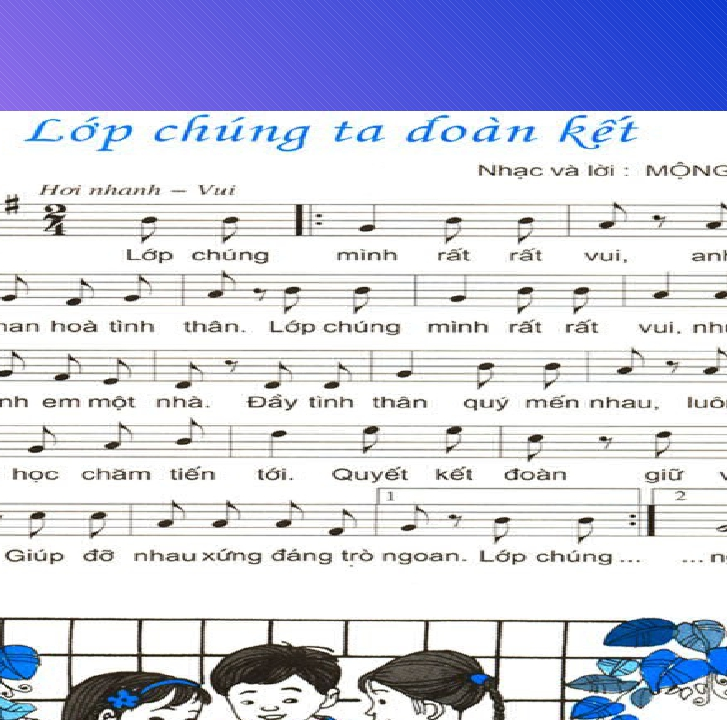 Lớp chúng ta đoàn kết
Nhạc và lời : MỘNG
Hơi nhanh – Vui
2
4
Lớp chúng mình rất rất vui, anh
han hoà tình thân. Lớp chúng mình rất rất vui, nh
nh em một nhà. Đầy tình thân quý mến nhau, luô
học chăm tiến tới. Quyết kết đoàn giữ v
1 2
Giúp đỡ nhau xứng đáng trò ngoan. Lớp chúng ... ... n